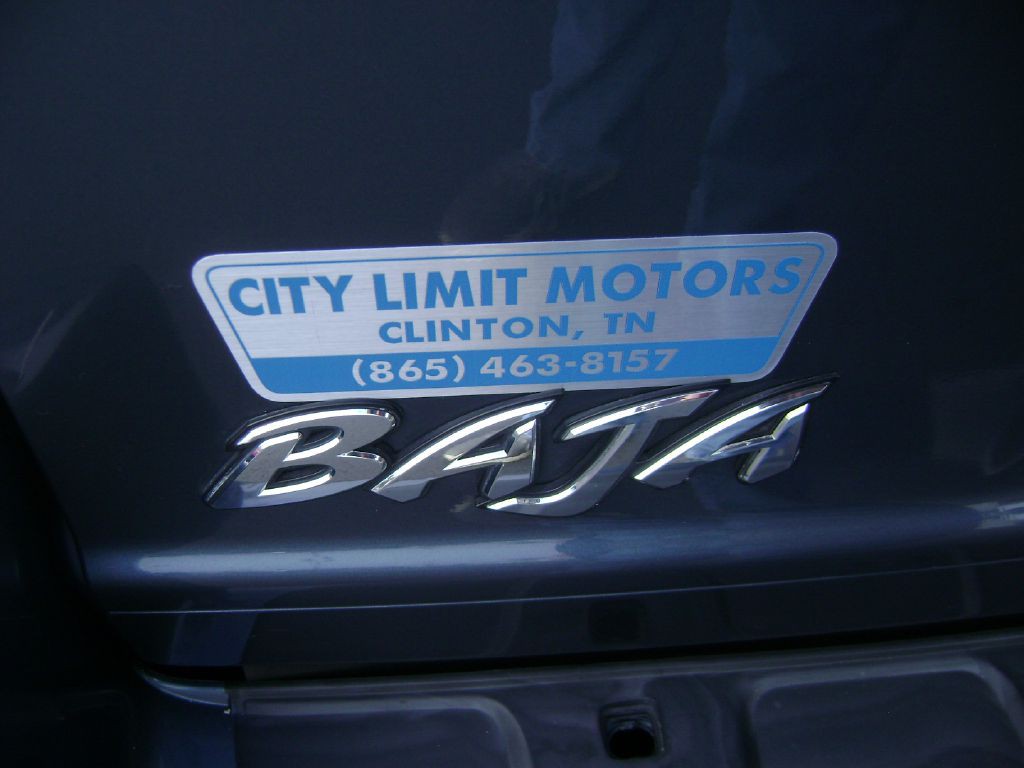 CITY LIMIT MOTORS
CLINTON, TN
(865) 463-8157
BAJA